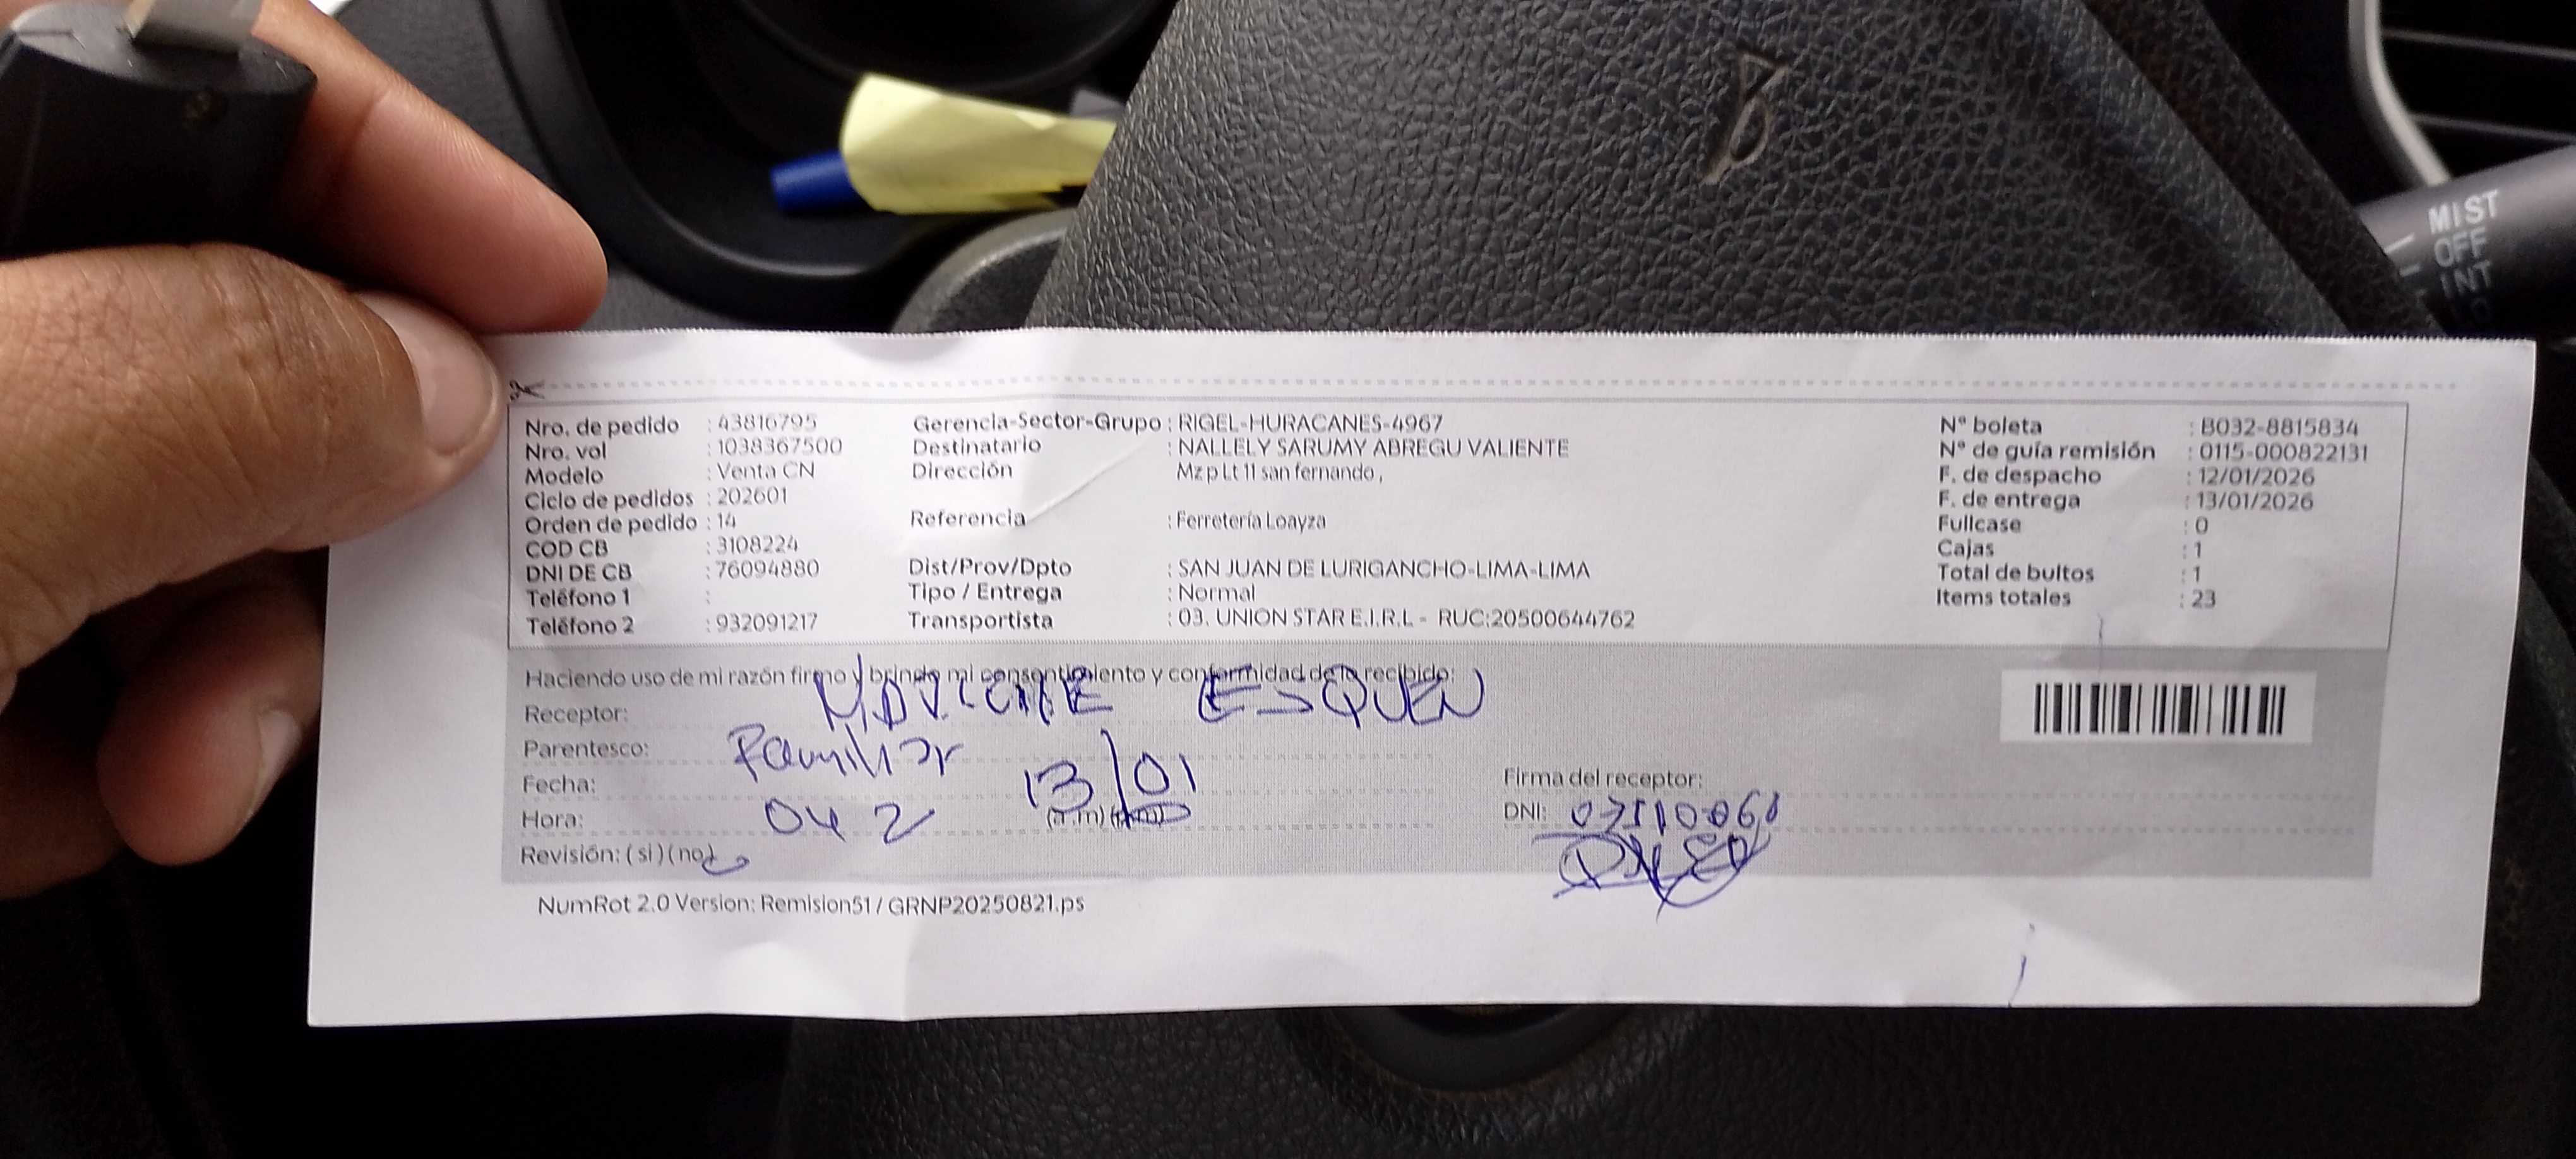 MIST
OFF
INT
Nro. de pedido : 43816795
Nro. vol : 1038367500
Modelo : Venta CN
Ciclo de pedidos : 202601
Orden de pedido : 14
COD CB : 3108224
DNI DE CB : 76094880
Teléfono 1 :
Teléfono 2 : 932091217
Gerencia-Sector-Grupo : RIGEL-HURACANES-4967
Destinatario : NALLELY SARUMY ABREGU VALIENTE
Dirección Mz p Lt 11 san fernando ,
Referencia : Ferretería Loayza
Dist/Prov/Dpto : SAN JUAN DE LURIGANCHO-LIMA-LIMA
Tipo / Entrega : Normal
Transportista : 03. UNION STAR E.I.R.L - RUC:20500644762
N° boleta : B032-8815834
N° de guía remisión : 0115-000822131
F. de despacho : 12/01/2026
F. de entrega : 13/01/2026
Fullcase : 0
Cajas : 1
Total de bultos : 1
Items totales : 23
Haciendo uso de mi razón firmo y brindo mi consentimiento y conformidad de lo recibido:
Receptor: ESQUEN
Parentesco: Familiar
Fecha: 13/01
Hora: 04 2 (a.m)(p.m)
Revisión: (si)(no)
Firma del receptor:
DNI:
NumRot 2.0 Version: Remision51 / GRNP20250821.ps